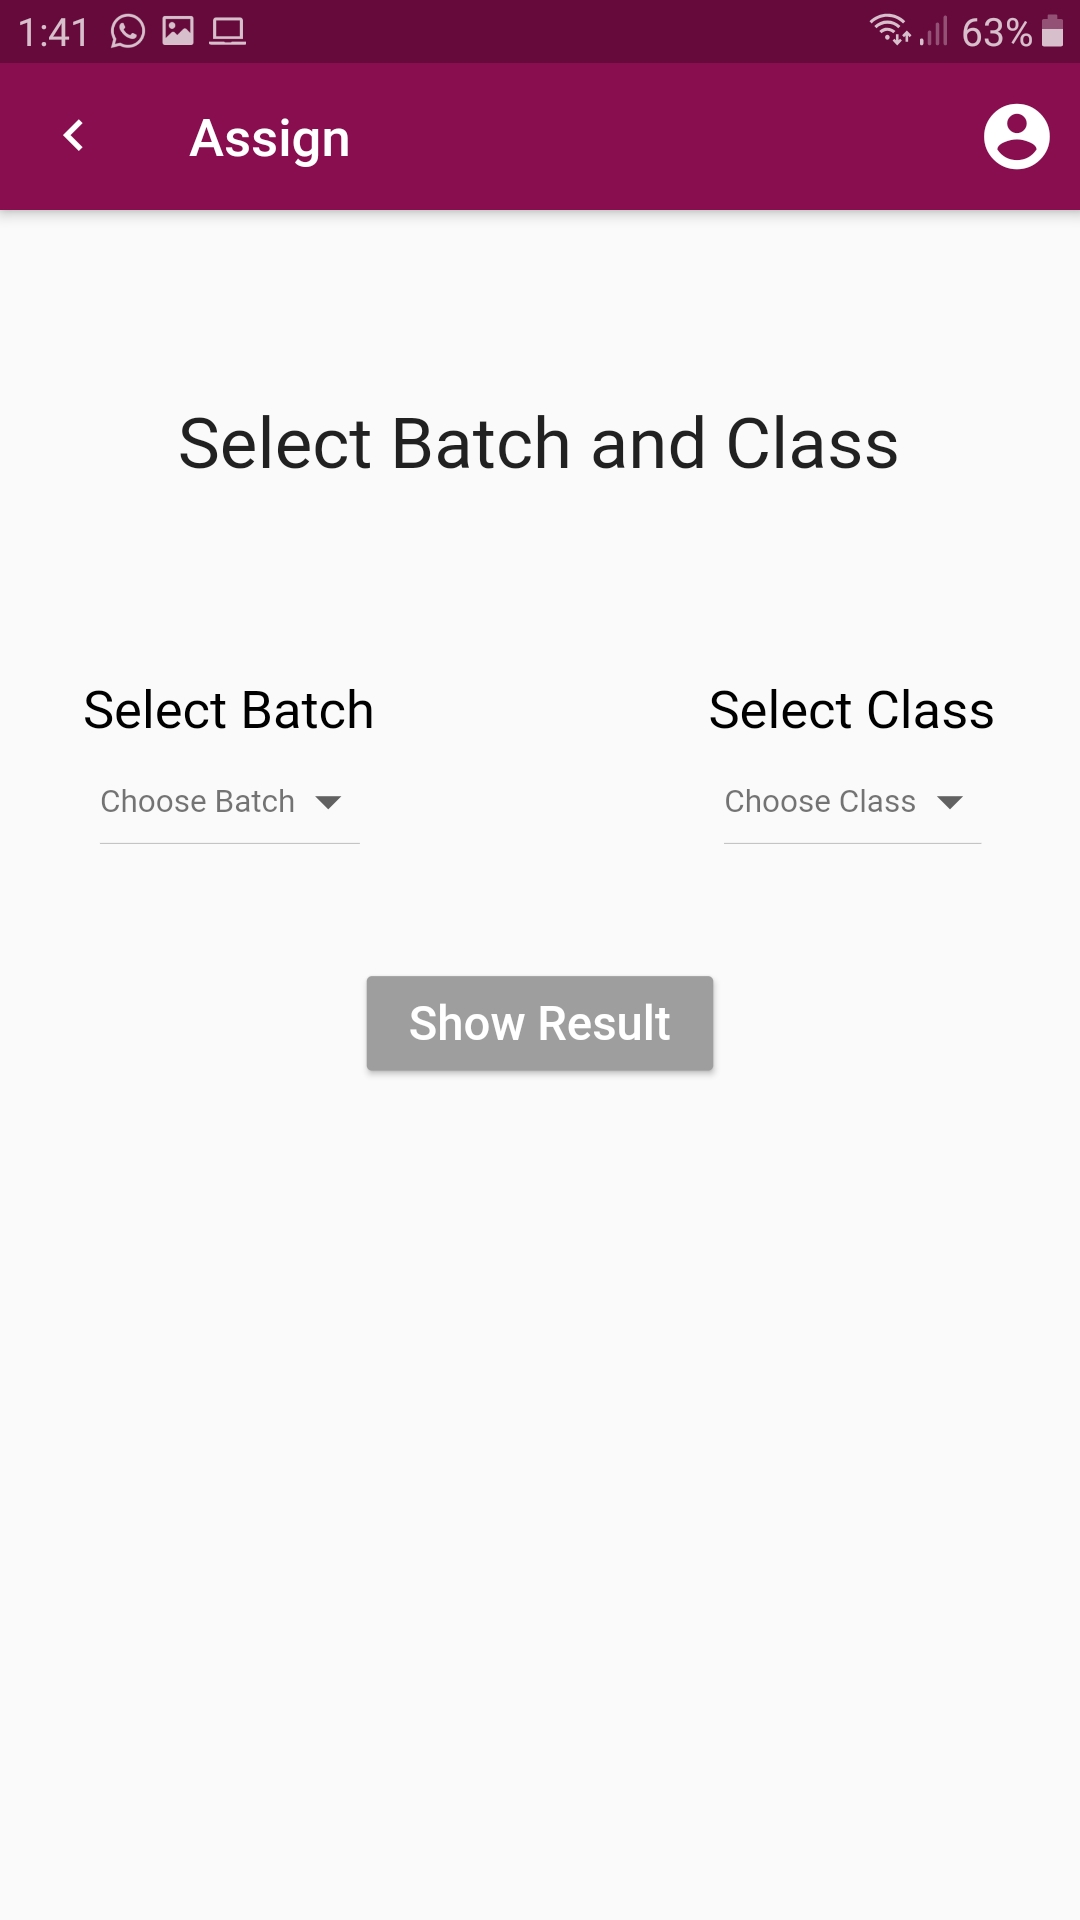 1:41 63%
Assign
Select Batch and Class
Select Batch Select Class
Choose Batch Choose Class
Show Result